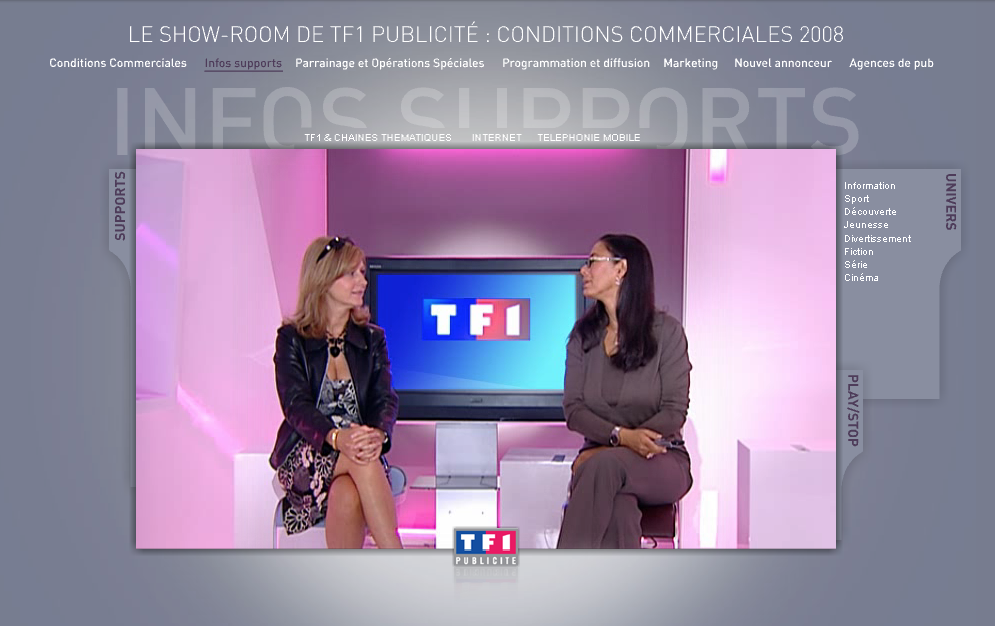 LE SHOW-ROOM DE TF1 PUBLICITÉ : CONDITIONS COMMERCIALES 2008
Conditions Commerciales Infos supports Parrainage et Opérations Spéciales Programmation et diffusion Marketing Nouvel annonceur Agences de pub
INFOS SUPPORTS
TF1 & CHAINES THEMATIQUES INTERNET TELEPHONIE MOBILE
SUPPORTS
UNIVERS
Information
Sport
Découverte
Jeunesse
Divertissement
Fiction
Série
Cinéma
TF1
PLAY/STOP
TF1
PUBLICITE